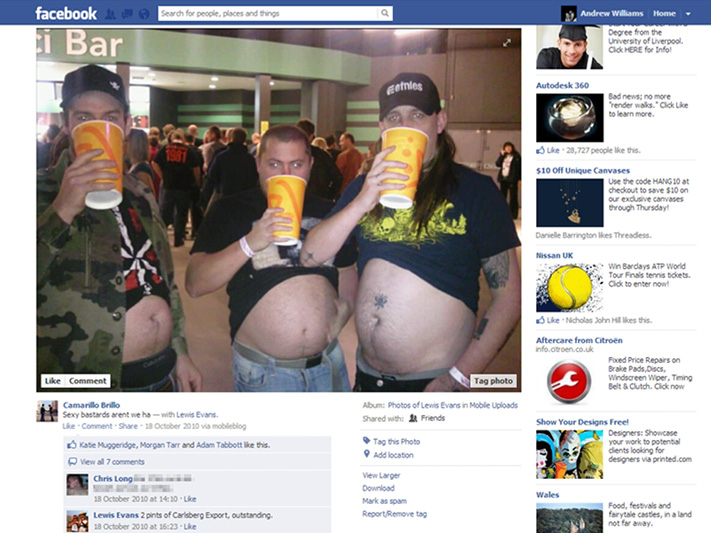 facebook
Search for people, places and things
Andrew Williams
Home
ci Bar
etnies
1981
Like Comment
Tag photo
Camarillo Brillo
Sexy bastards arent we ha — with Lewis Evans.
Like · Comment · Share · 18 October 2010 via mobileblog
Katie Muggeridge, Morgan Tarr and Adam Tabbott like this.
View all 7 comments
Chris Long
18 October 2010 at 14:10 · Like
Lewis Evans 2 pints of Carlsberg Export, outstanding.
18 October 2010 at 16:23 · Like
Album: Photos of Lewis Evans in Mobile Uploads
Shared with: Friends
Tag this Photo
Add location
View Larger
Download
Mark as spam
Report/Remove tag
Degree from the
University of Liverpool.
Click HERE for Info!
Autodesk 360
Bad news; no more
"render walks." Click Like
to learn more.
Like · 28,727 people like this.
$10 Off Unique Canvases
Use the code HANG10 at
checkout to save $10 on
our exclusive canvases
through Thursday!
Danielle Barrington likes Threadless.
Nissan UK
Win Barclays ATP World
Tour Finals tennis tickets.
Click to enter now!
Like · Nicholas John Hill likes this.
Aftercare from Citroën
info.citroen.co.uk
Fixed Price Repairs on
Brake Pads,Discs,
Windscreen Wiper, Timing
Belt & Clutch. Click now
Show Your Designs Free!
Designers: Showcase
your work to potential
clients looking for
designers via printed.com
Wales
Food, festivals and
fairytale castles, in a land
not far away.